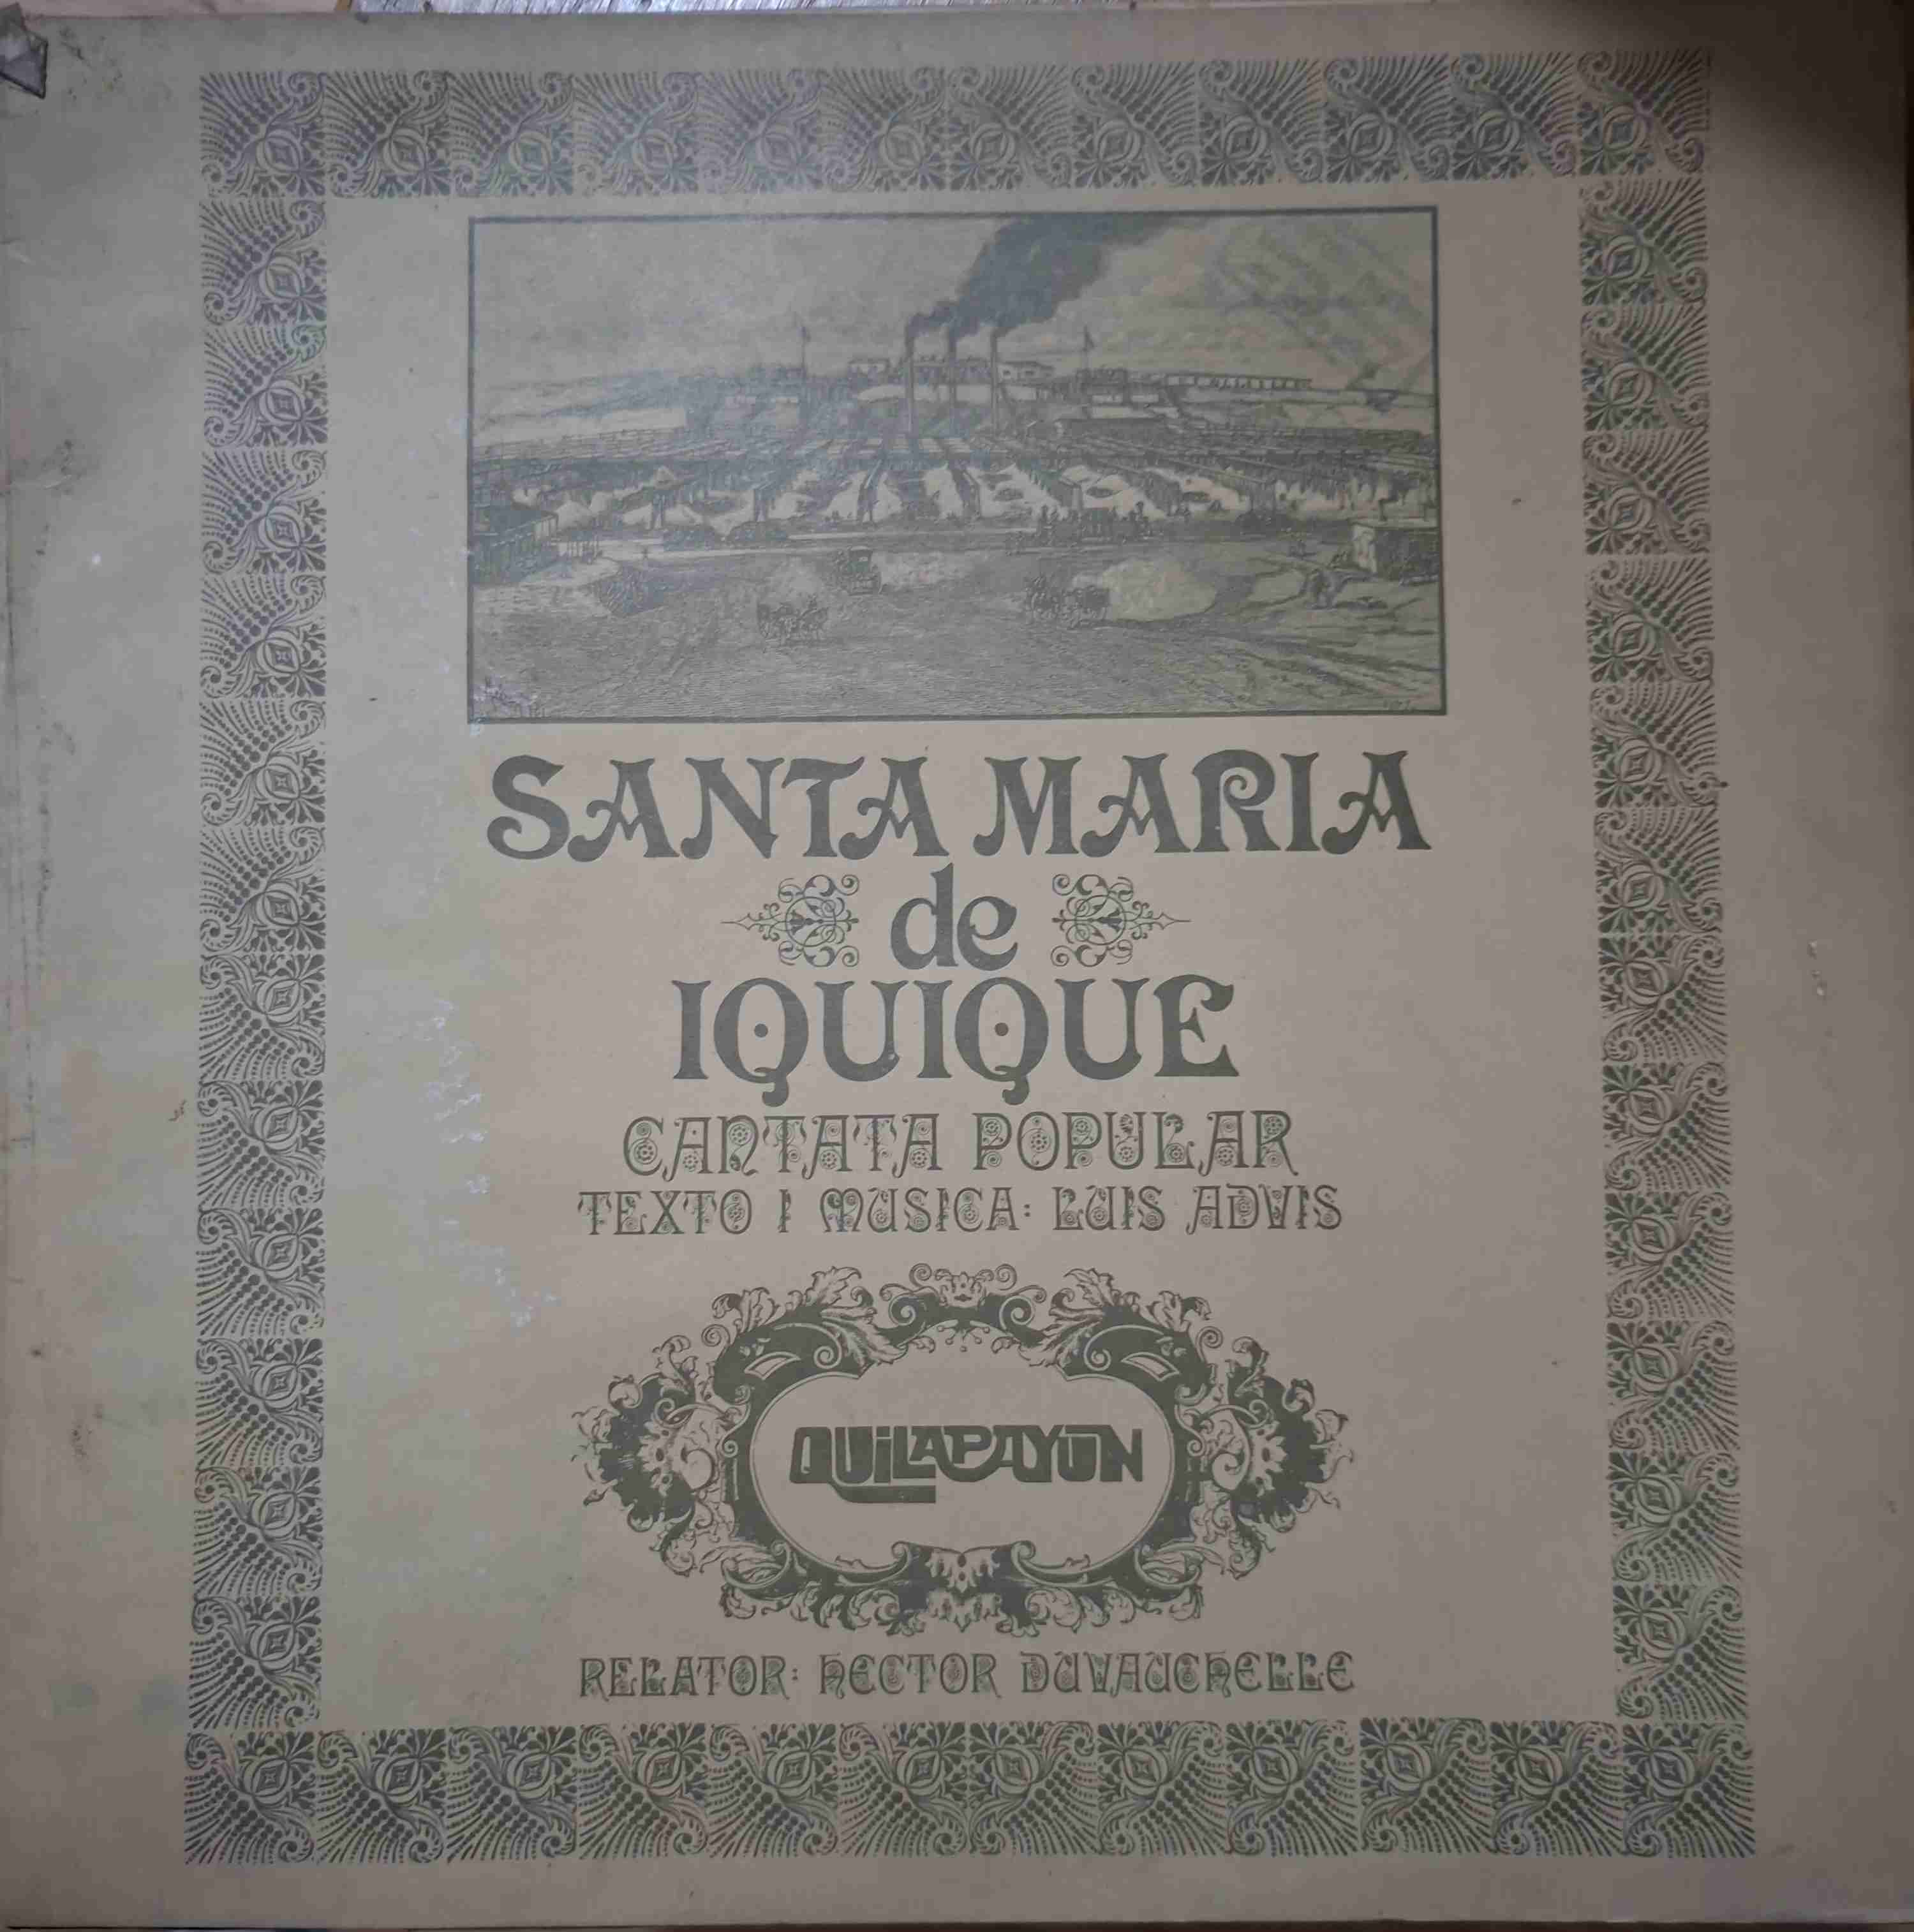 SANTA MARIA
de
IQUIQUE
CANTATA POPULAR
TEXTO I MUSICA: LUIS ADVIS
QUILAPAYUN
RELATOR: HECTOR DUVAUCHELLE